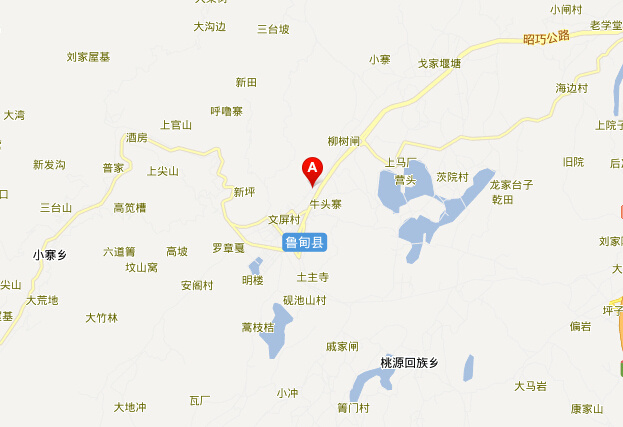 小闸村
老学堂
大沟边
三台坡
昭巧公路
刘家屋基
小寨
戈家堰塘
新田
海边村
呼噜寨
大湾
上官山
上院子
酒房
柳树闸
A
新发沟
普家
上尖山
上马厂
旧院
营头
茨院村
龙家台子
新坪
乾田
口
三台山
高笕槽
牛头寨
文屏村
鲁甸县
刘家
小寨乡
六道箐
高坡
罗章戛
坟山窝
土主寺
尖山
安阁村
明楼
大荒地
砚池山村
坪子
屋基
大竹林
蒿枝桔
偏岩
戚家闸
桃源回族乡
大马岩
小冲
瓦厂
大地冲
箐门村
康家山